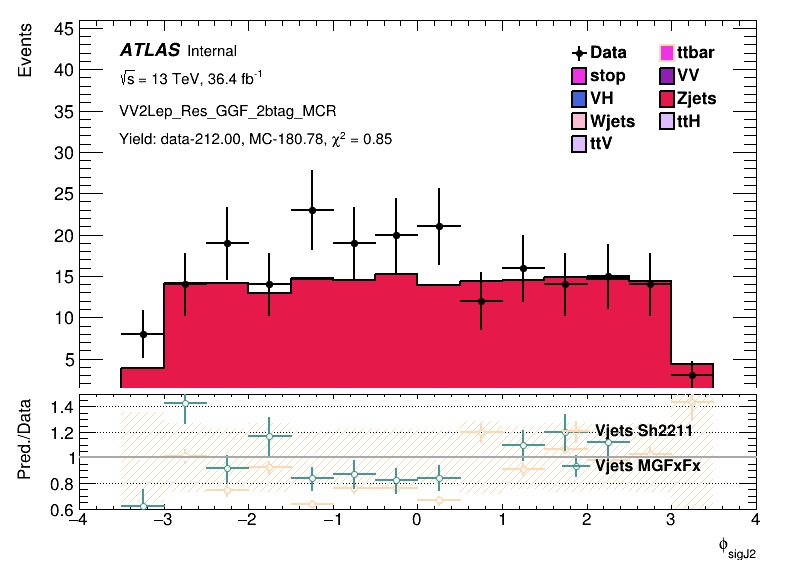 Events
ATLAS Internal
√s = 13 TeV, 36.4 fb⁻¹
VV2Lep_Res_GGF_2btag_MCR
Yield: data-212.00, MC-180.78, χ² = 0.85
Data ttbar
stop VV
VH Zjets
Wjets ttH
ttV
45
40
35
30
25
20
15
10
5
Pred./Data
1.4
1.2
1
0.8
0.6
Vjets Sh2211
Vjets MGFxFx
−4 −3 −2 −1 0 1 2 3 4
ϕ_sigJ2